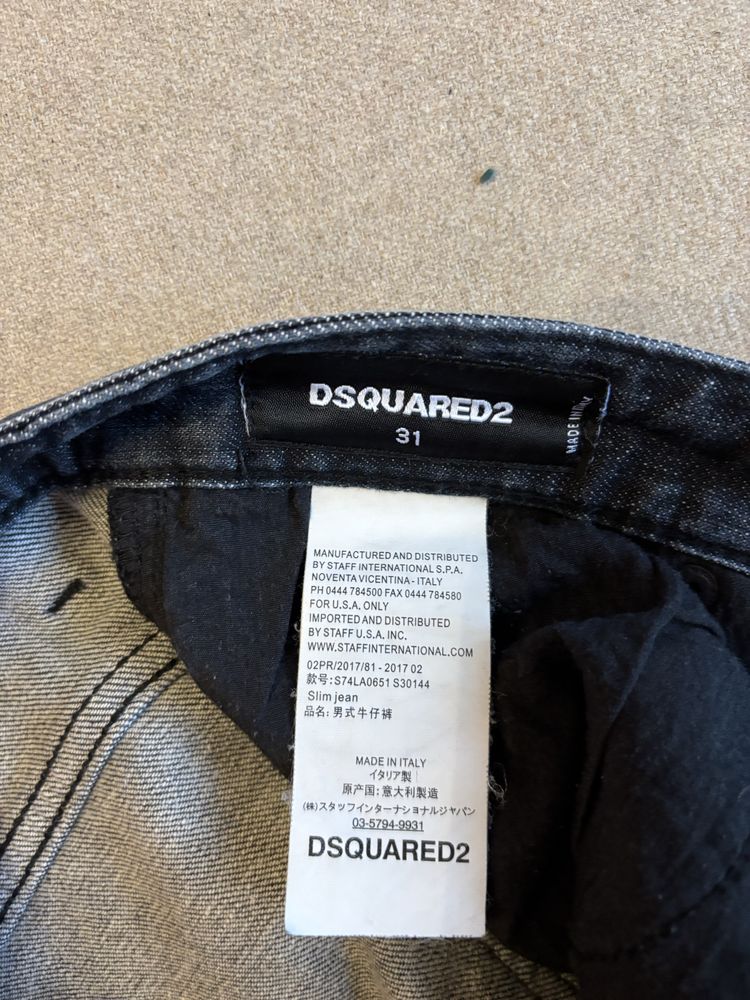 DSQUARED2
31
MADE IN ITALY
MANUFACTURED AND DISTRIBUTED
BY STAFF INTERNATIONAL S.P.A.
NOVENTA VICENTINA - ITALY
PH 0444 784500 FAX 0444 784580
FOR U.S.A. ONLY
IMPORTED AND DISTRIBUTED
BY STAFF U.S.A. INC.
WWW.STAFFINTERNATIONAL.COM
02PR/2017/81 - 2017 02
款号: S74LA0651 S30144
Slim jean
品名: 男式牛仔裤
MADE IN ITALY
イタリア製
原产国: 意大利製造
(株)スタッフインターナショナルジャパン
03-5794-9931
DSQUARED2